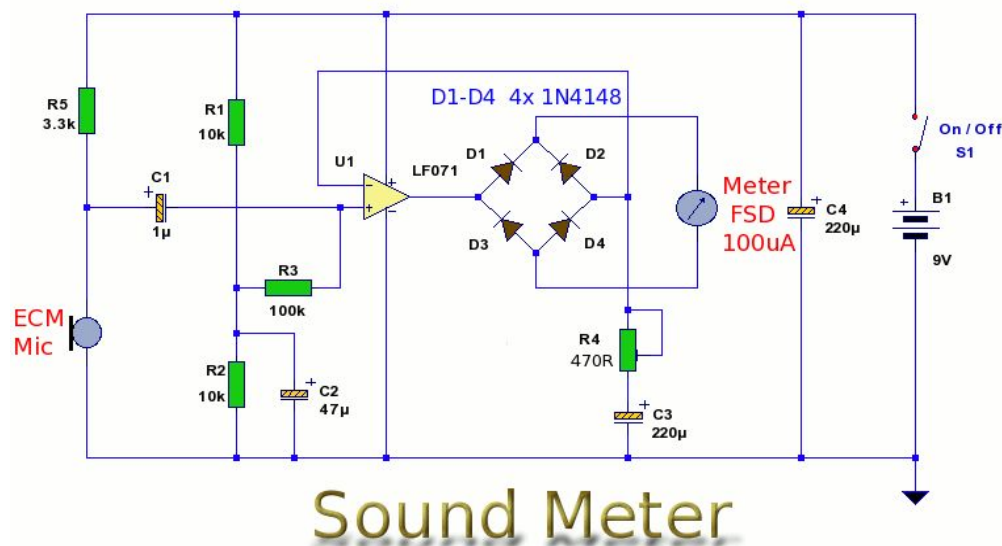 R5
3.3k
R1
10k
C1
+
1µ
U1
LF071
D1-D4 4x 1N4148
D1
D2
D3
D4
Meter
FSD
100uA
+
C4
220µ
On / Off
S1
+
B1
9V
R3
100k
ECM
Mic
R2
10k
+
C2
47µ
R4
470R
+
C3
220µ
−
+
+
−
Sound Meter